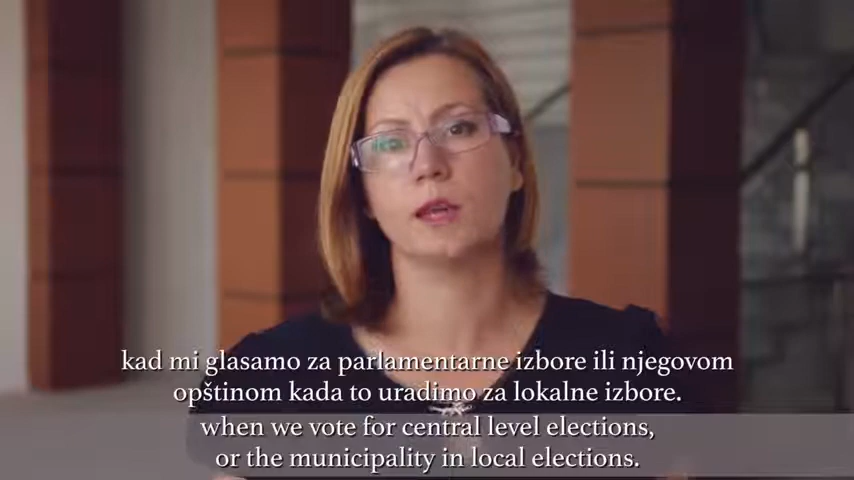 kad mi glasamo za parlamentarne izbore ili njegovom
opštinom kada to uradimo za lokalne izbore.
when we vote for central level elections,
or the municipality in local elections.